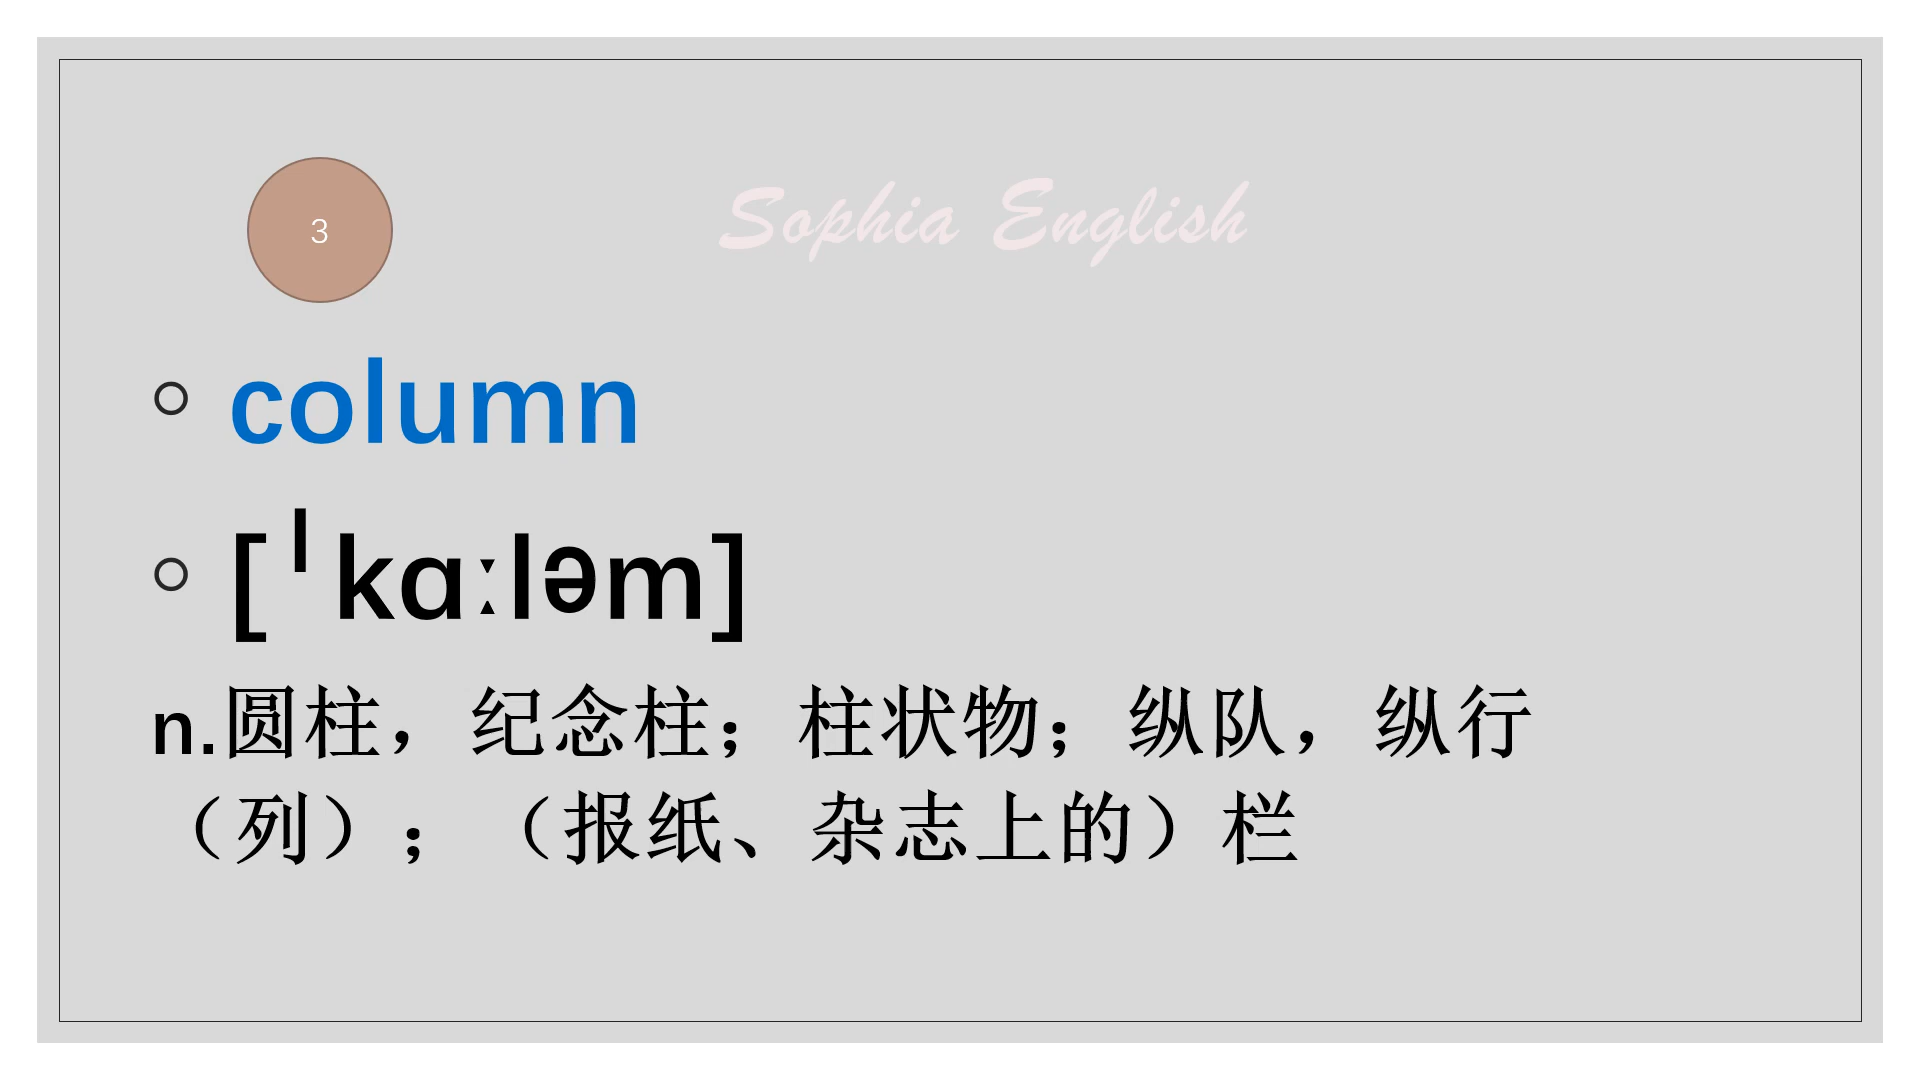 3
Sophia English
column
[ˈkɑːləm]
n.圆柱，纪念柱；柱状物；纵队，纵行
（列）；（报纸、杂志上的）栏